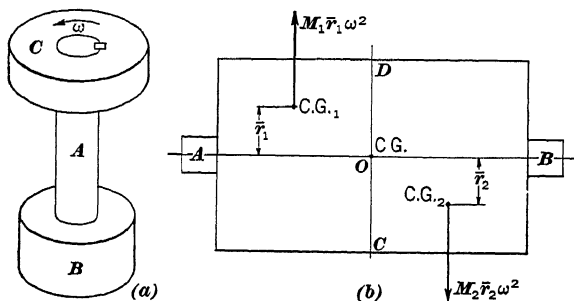 ω
C
A
B
(a)
M₁r̄₁ω²
D
C.G.₁
r̄₁
A
C.G.
O
B
r̄₂
C.G.₂
C
M₂r̄₂ω²
(b)